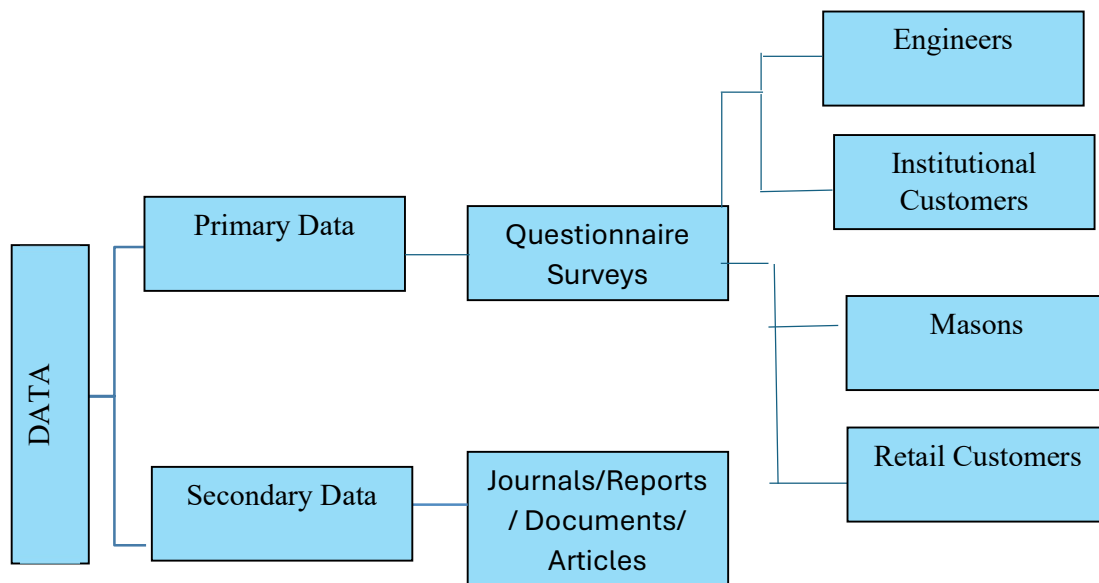 Engineers
Institutional
Customers
Primary Data
Questionnaire
Surveys
Masons
DATA
Retail Customers
Secondary Data
Journals/Reports
/ Documents/
Articles